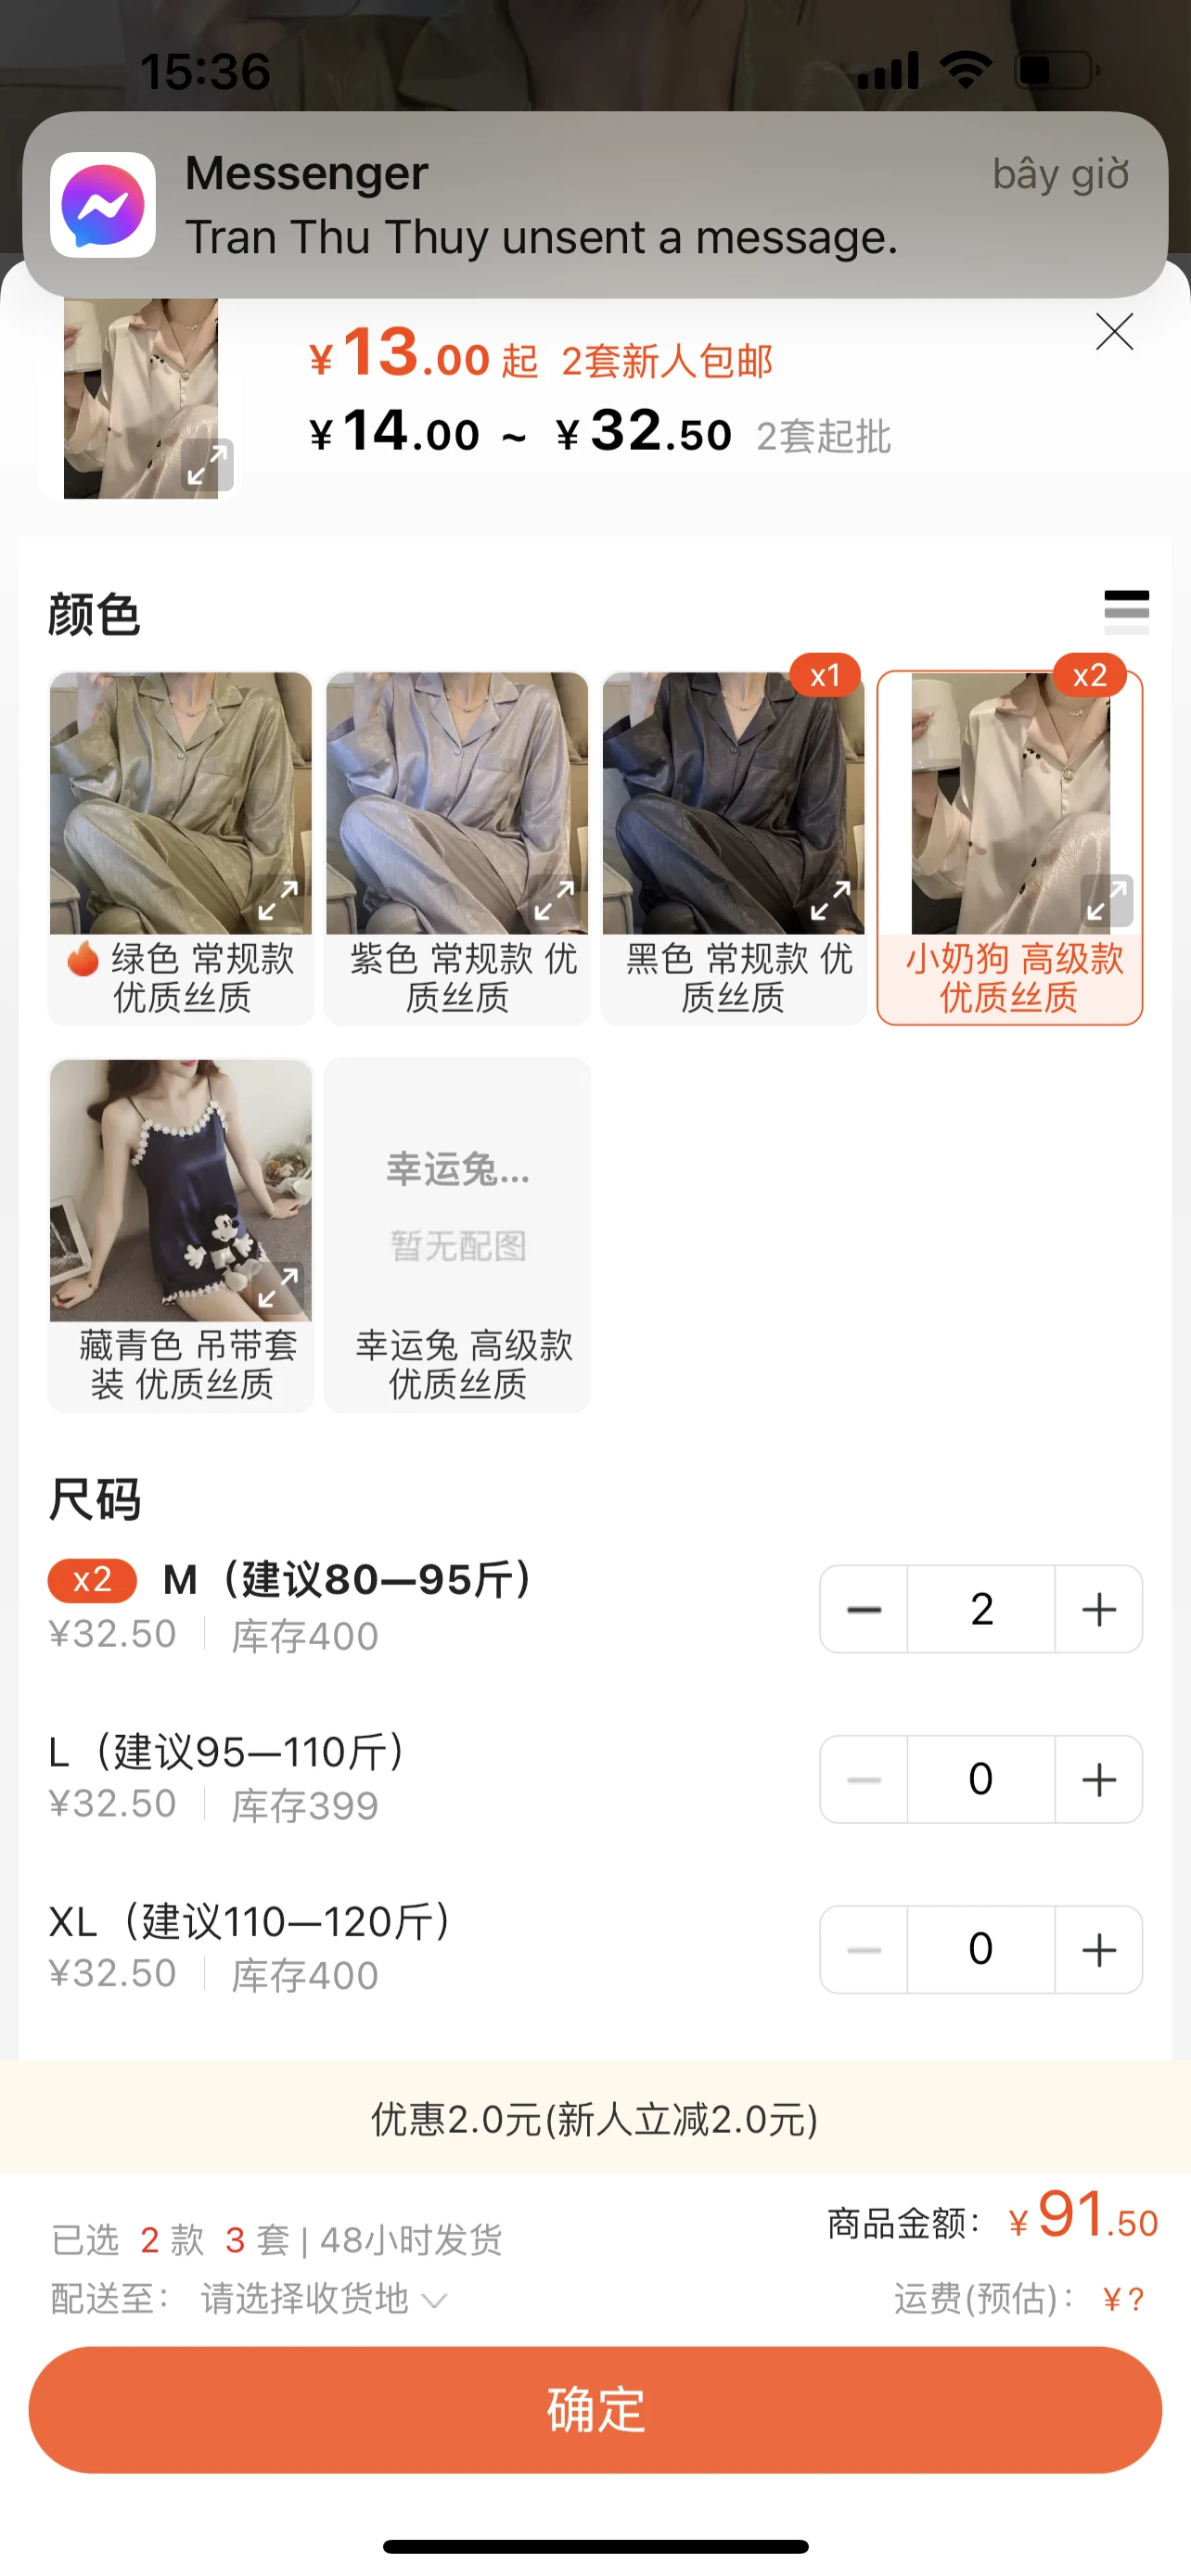 15:36
Messenger
bây giờ
Tran Thu Thuy unsent a message.
¥13.00 起 2套新人包邮
¥14.00 ~ ¥32.50 2套起批
颜色
x1
x2
🔥 绿色 常规款
优质丝质
紫色 常规款 优
质丝质
黑色 常规款 优
质丝质
小奶狗 高级款
优质丝质
幸运兔...
暂无配图
藏青色 吊带套
装 优质丝质
幸运兔 高级款
优质丝质
尺码
x2 M（建议80—95斤）
¥32.50 库存400
2
L（建议95—110斤）
¥32.50 库存399
0
XL（建议110—120斤）
¥32.50 库存400
0
优惠2.0元(新人立减2.0元)
已选 2 款 3 套 | 48小时发货
商品金额： ¥91.50
配送至： 请选择收货地
运费(预估)： ¥?
确定